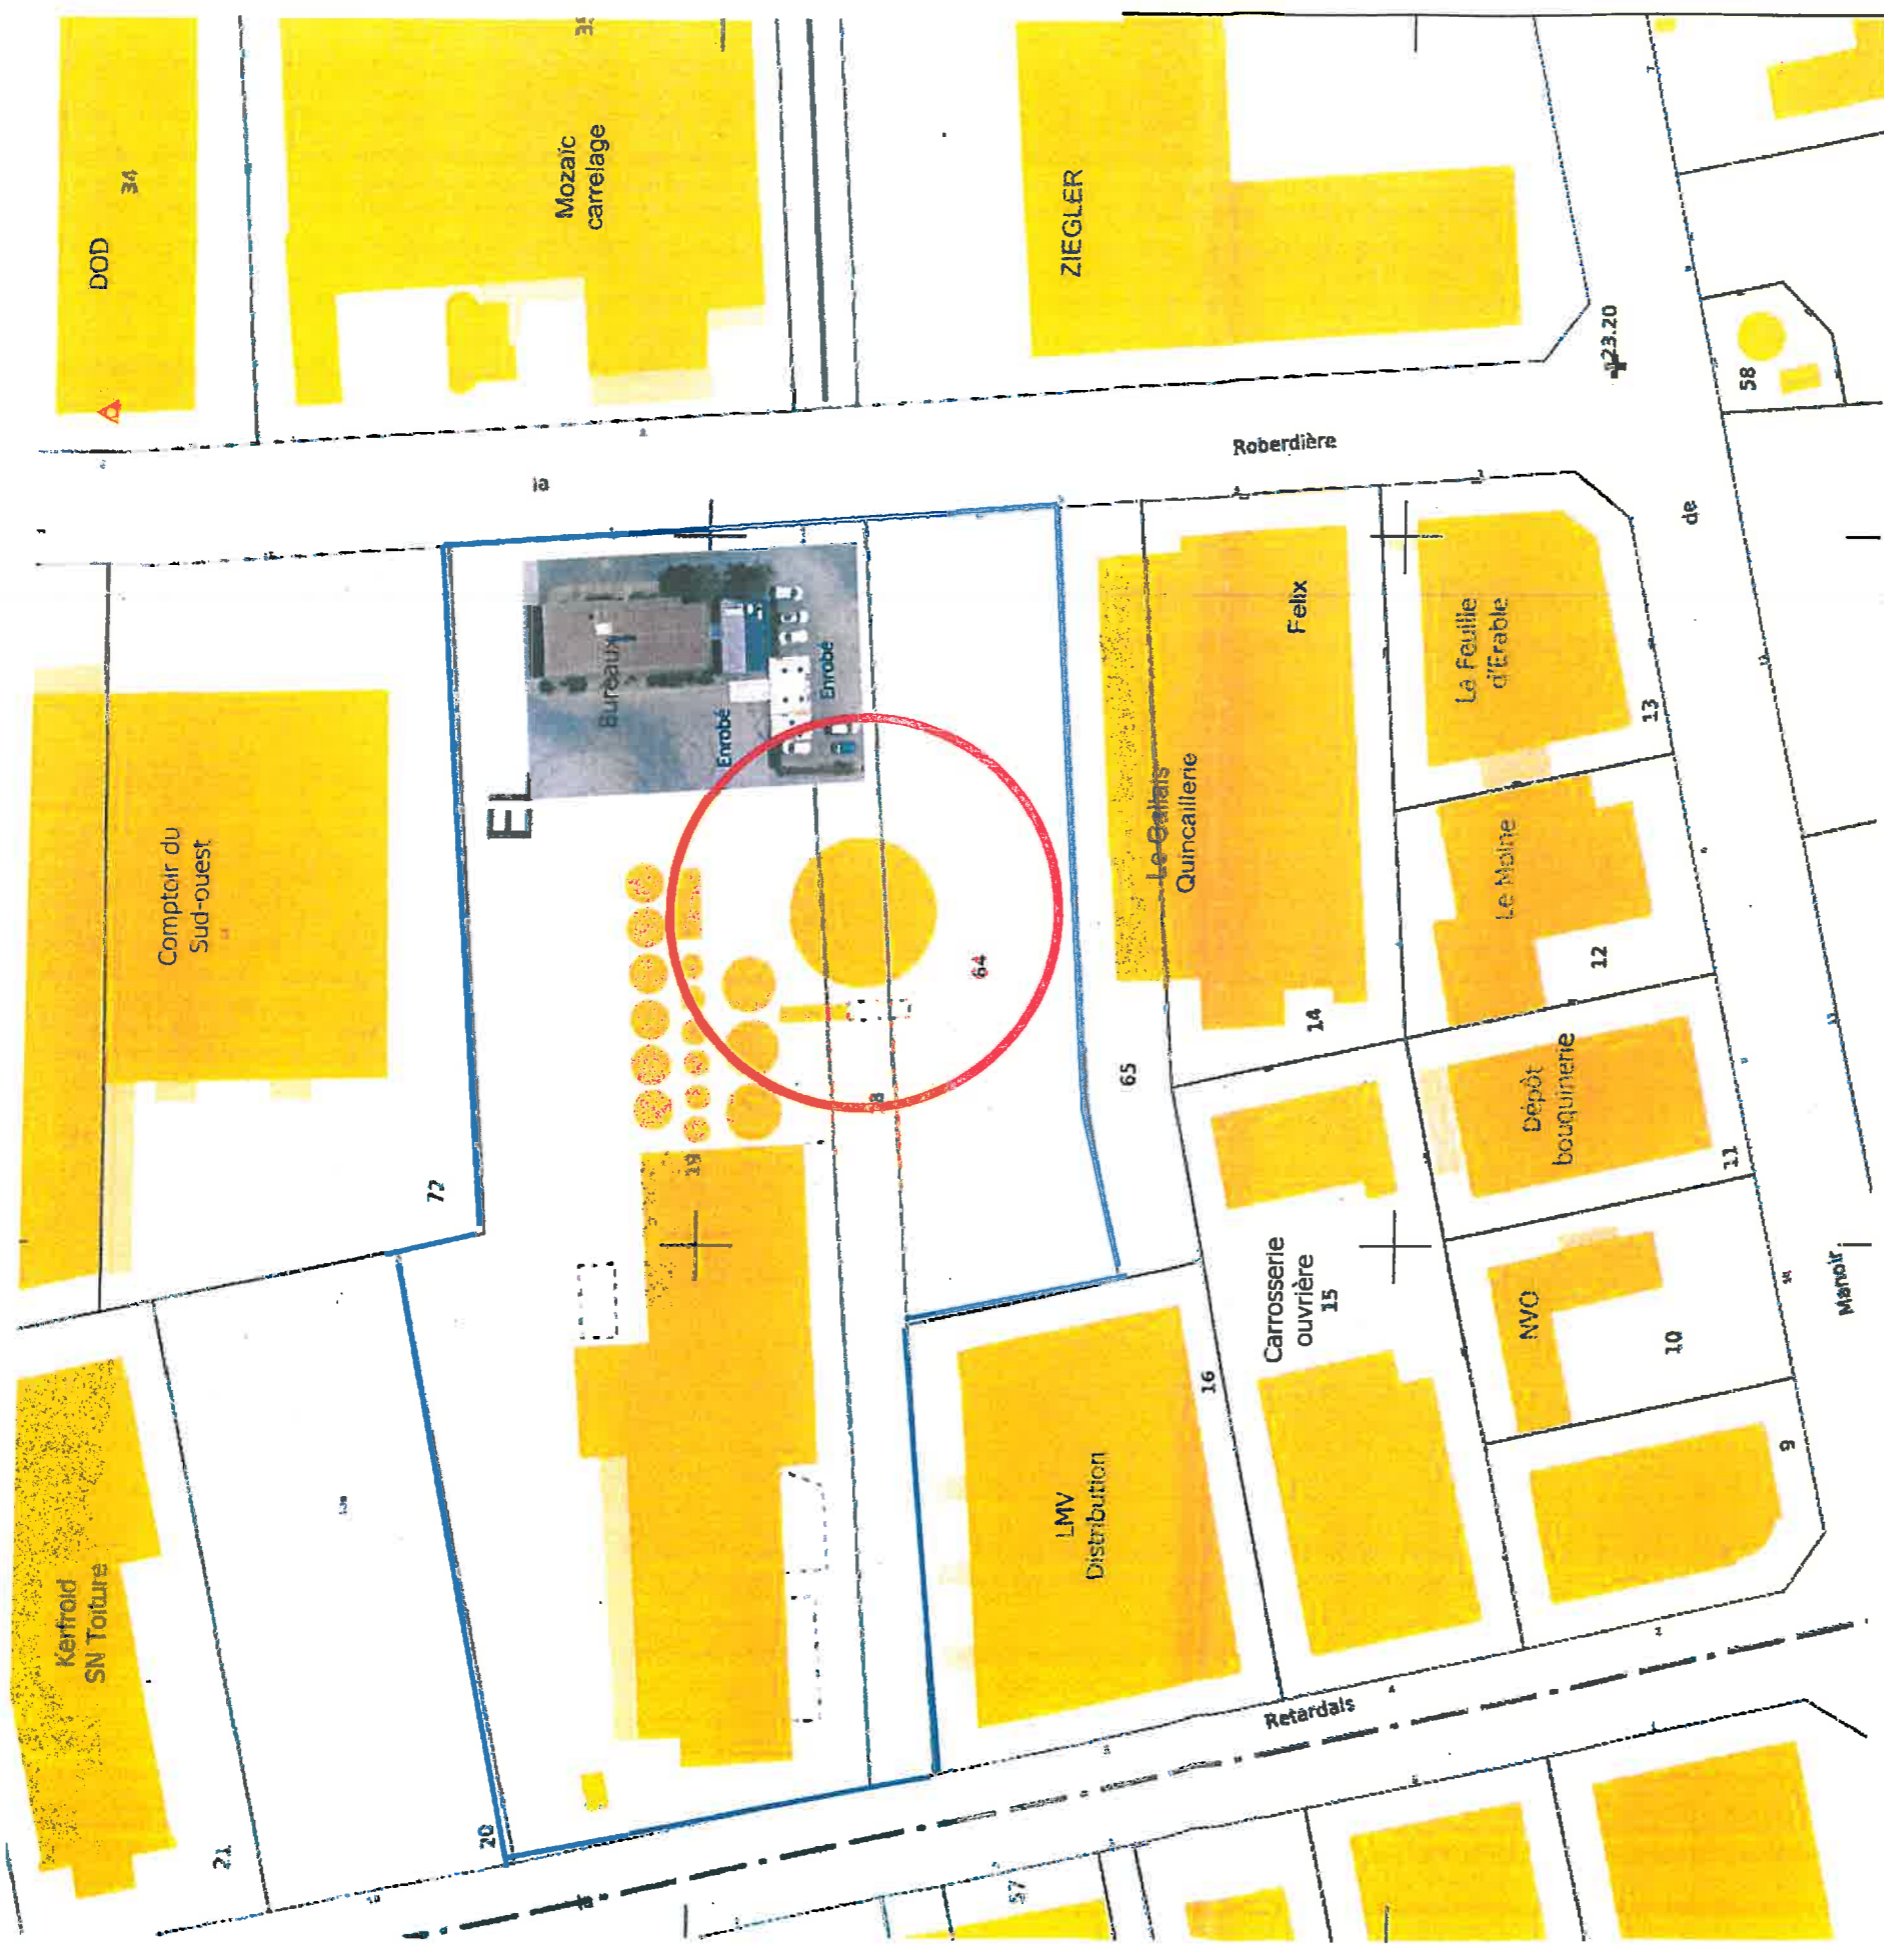 DOD
34
Mozaïc
carrelage
ZIEGLER
123.20
58
Roberdière
la
de
Comptoir du
Sud-ouest
EL
Bureaux
Enrobé
Enrobé
Felix
La Feuille
d'Erable
13
Le Gallais
Quincaillerie
Le Moine
12
14
64
65
72
19
8
Dépôt
bouquinerie
11
Carrosserie
ouvrière
15
NVO
10
Manoir
16
9
LMV
Distribution
Kerfroid
SN Toiture
20
21
Retardais
57